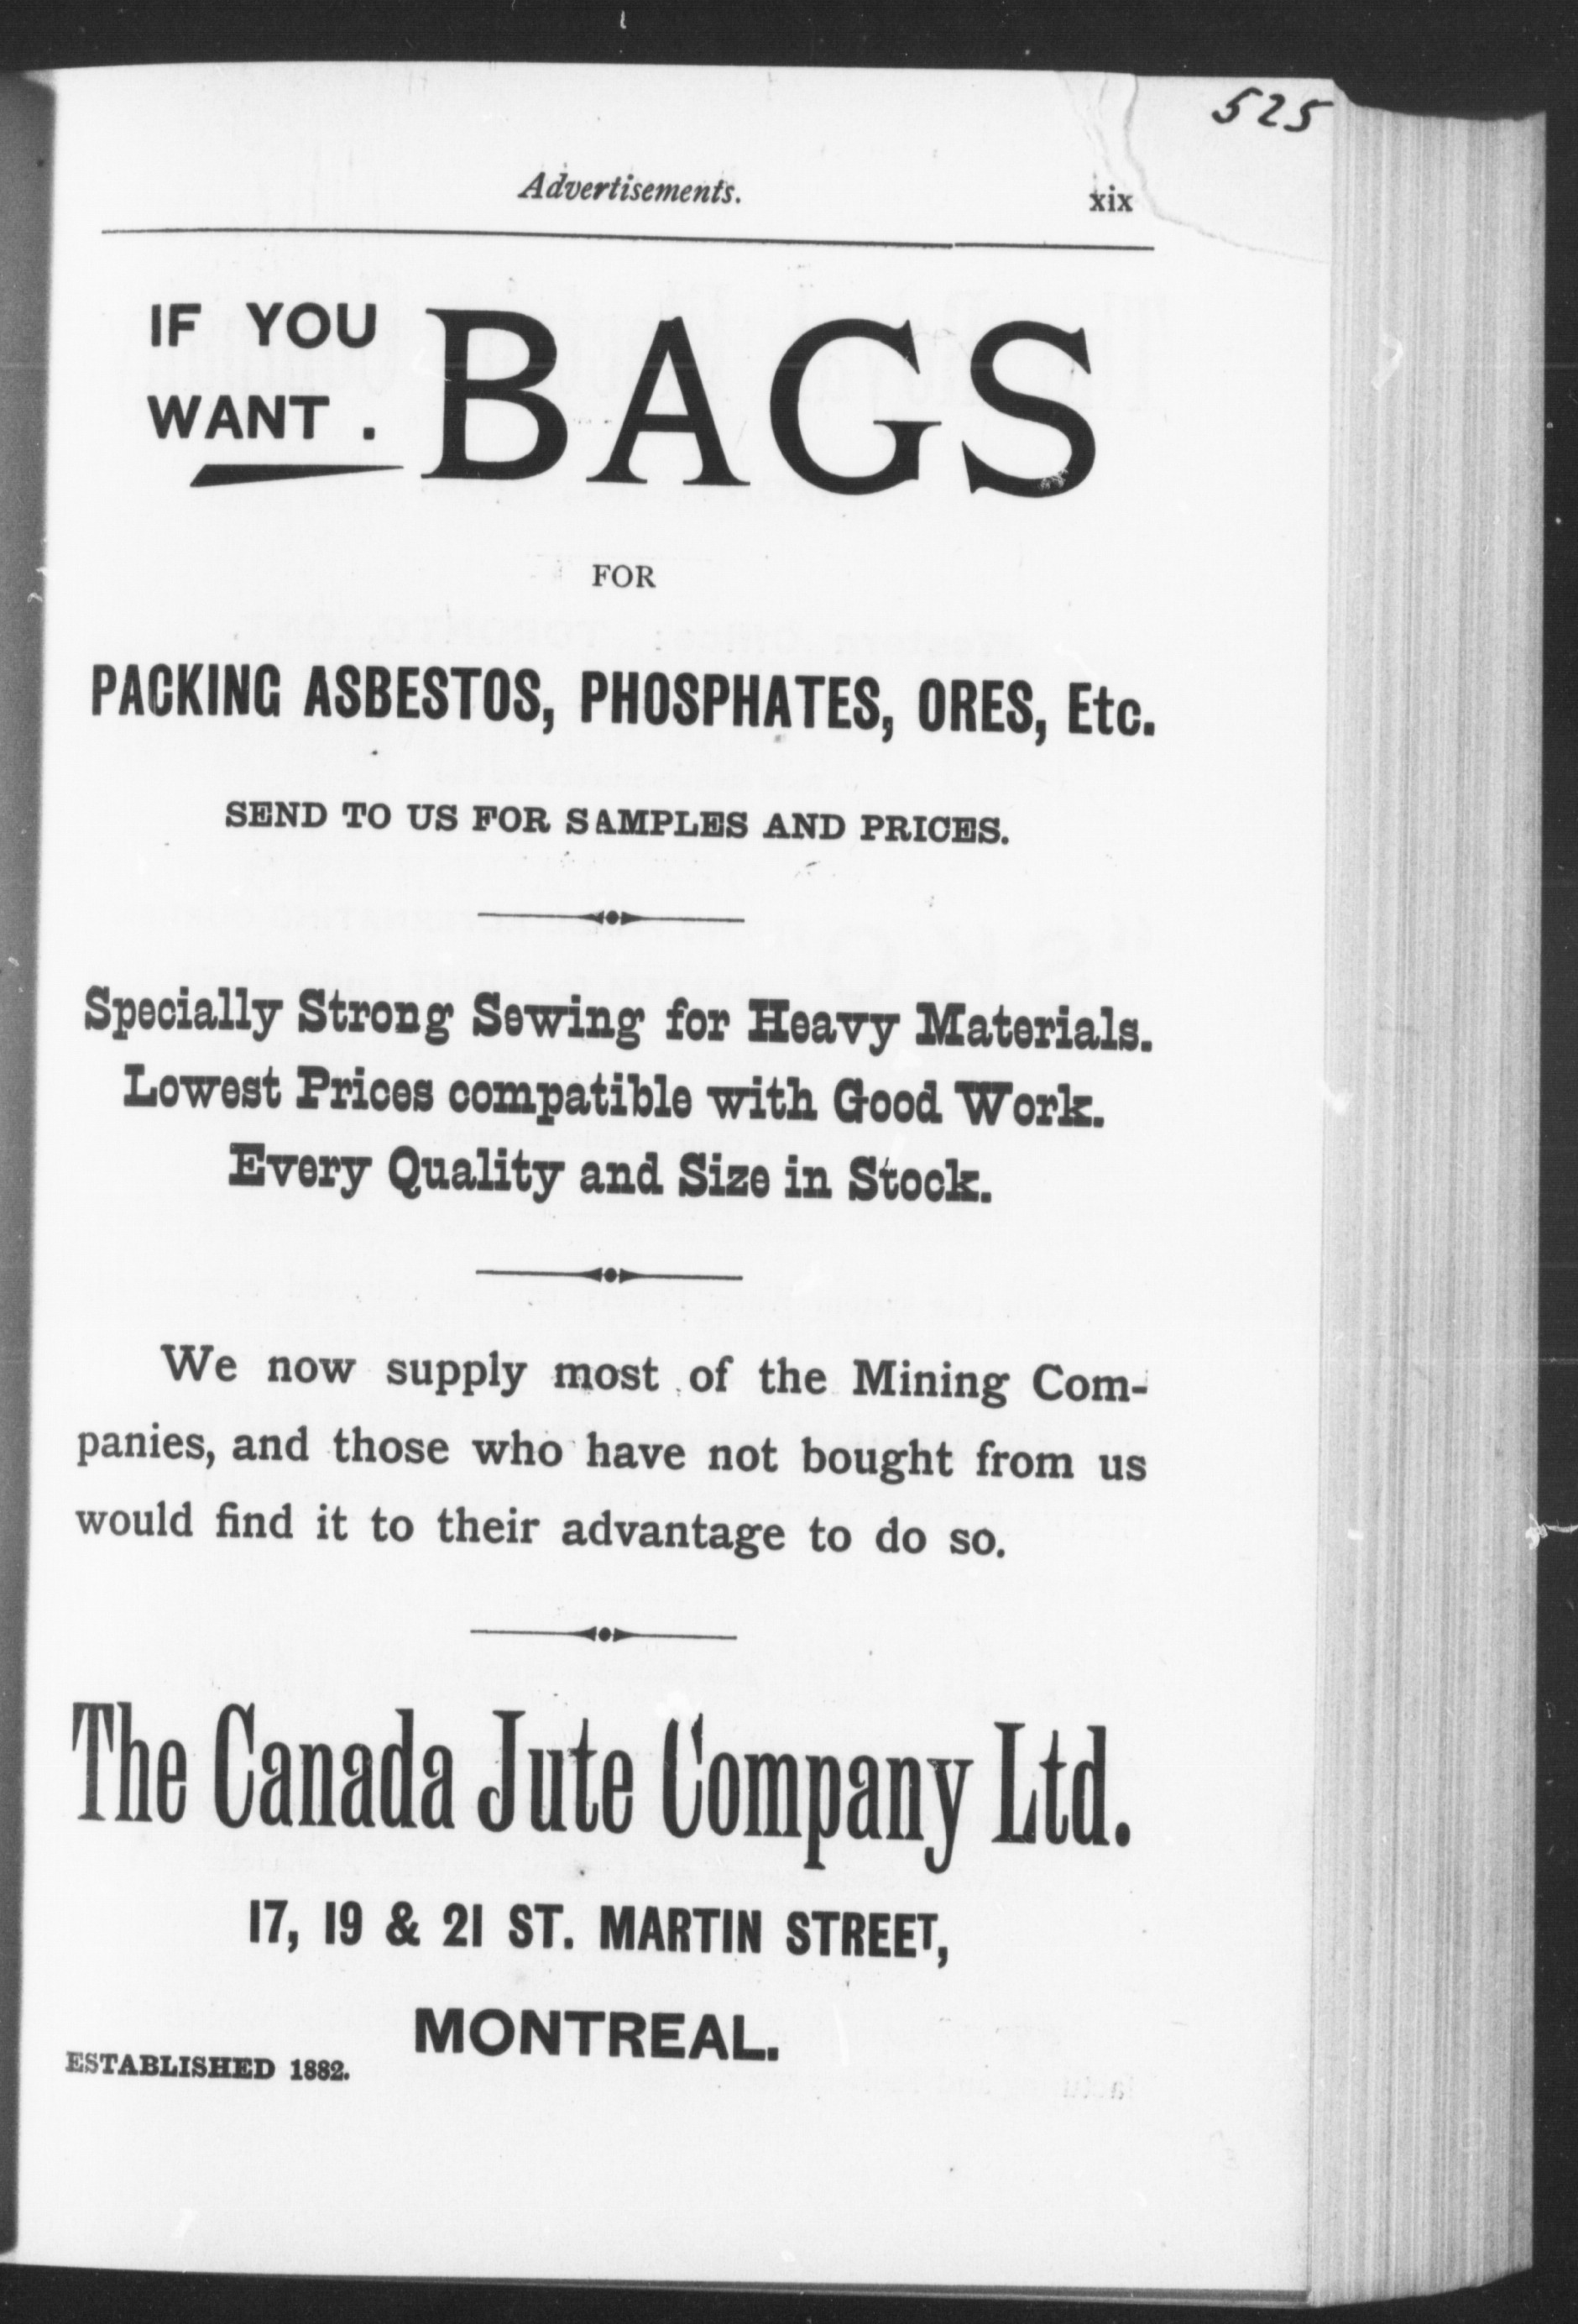 525
Advertisements. xix
IF YOU
WANT . BAGS
FOR
PACKING ASBESTOS, PHOSPHATES, ORES, Etc.
SEND TO US FOR SAMPLES AND PRICES.
Specially Strong Sewing for Heavy Materials.
Lowest Prices compatible with Good Work.
Every Quality and Size in Stock.
We now supply most of the Mining Com-
panies, and those who have not bought from us
would find it to their advantage to do so.
The Canada Jute Company Ltd.
17, 19 & 21 ST. MARTIN STREET,
MONTREAL.
ESTABLISHED 1882.